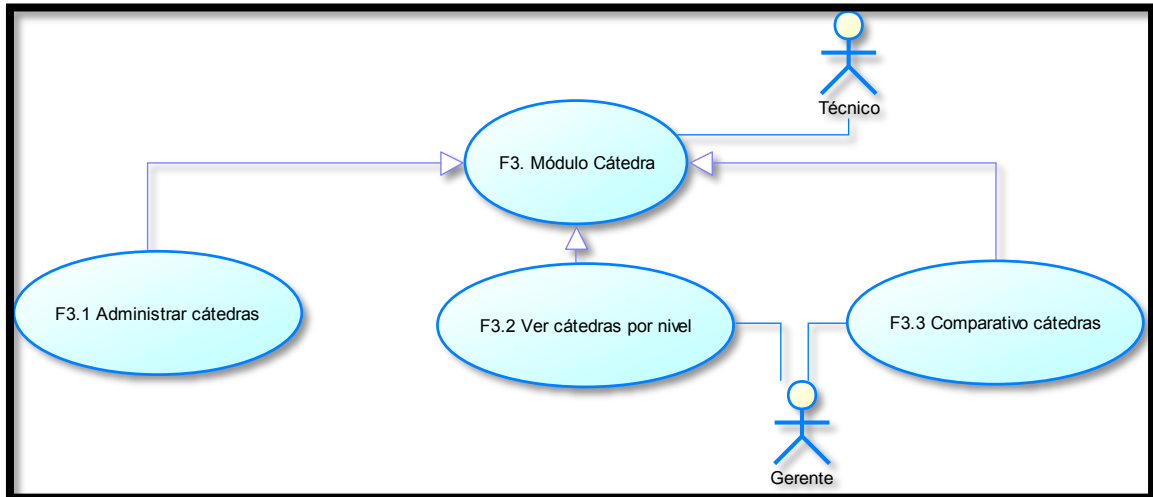 Técnico
F3. Módulo Cátedra
F3.1 Administrar cátedras
F3.2 Ver cátedras por nivel
F3.3 Comparativo cátedras
Gerente